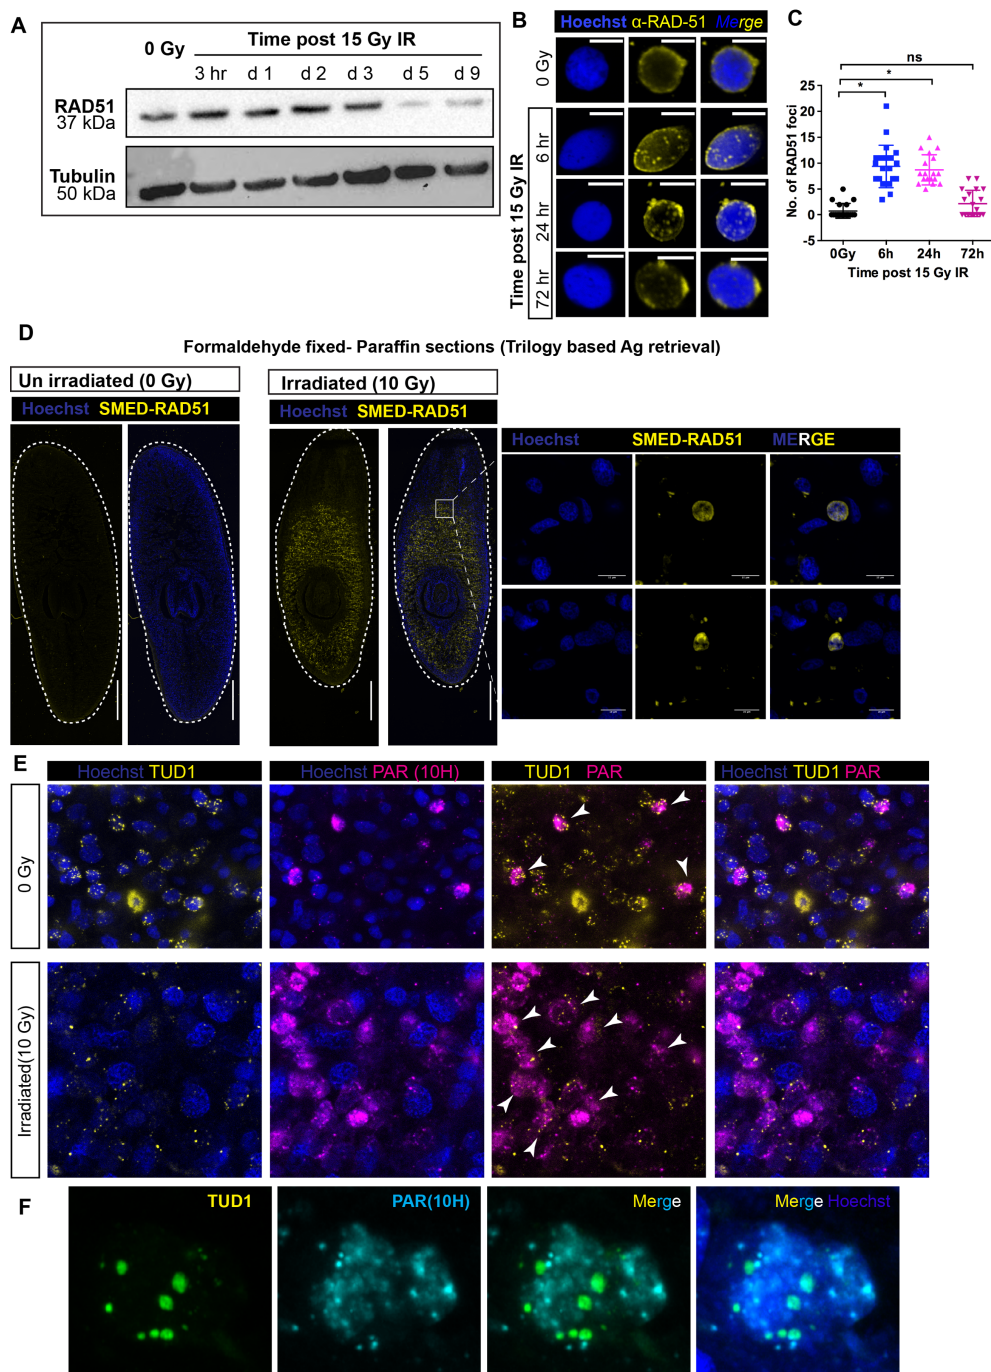 A
0 Gy
Time post 15 Gy IR
3 hr d 1 d 2 d 3 d 5 d 9
RAD51
37 kDa
Tubulin
50 kDa
B
Hoechst α-RAD-51 Merge
0 Gy
Time post 15 Gy IR
6 hr
24 hr
72 hr
C
ns
*
*
No. of RAD51 foci
25
20
15
10
5
0
-5
0Gy 6h 24h 72h
Time post 15 Gy IR
D
Formaldehyde fixed- Paraffin sections (Trilogy based Ag retrieval)
Un irradiated (0 Gy)
Hoechst SMED-RAD51
Irradiated (10 Gy)
Hoechst SMED-RAD51
Hoechst SMED-RAD51 MERGE
E
Hoechst TUD1
Hoechst PAR (10H)
TUD1 PAR
Hoechst TUD1 PAR
0 Gy
Irradiated(10 Gy)
F
TUD1
PAR(10H)
Merge
Merge Hoechst